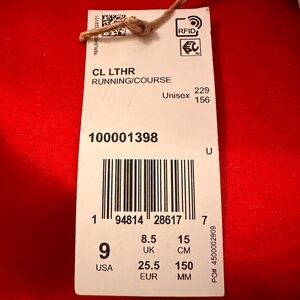 RFID
CL LTHR
RUNNING/COURSE
Unisex 229
156
100001398
U
1 94814 28617 7
9 8.5 15
USA UK CM
25.5 150
EUR MM
PO# 4500002909